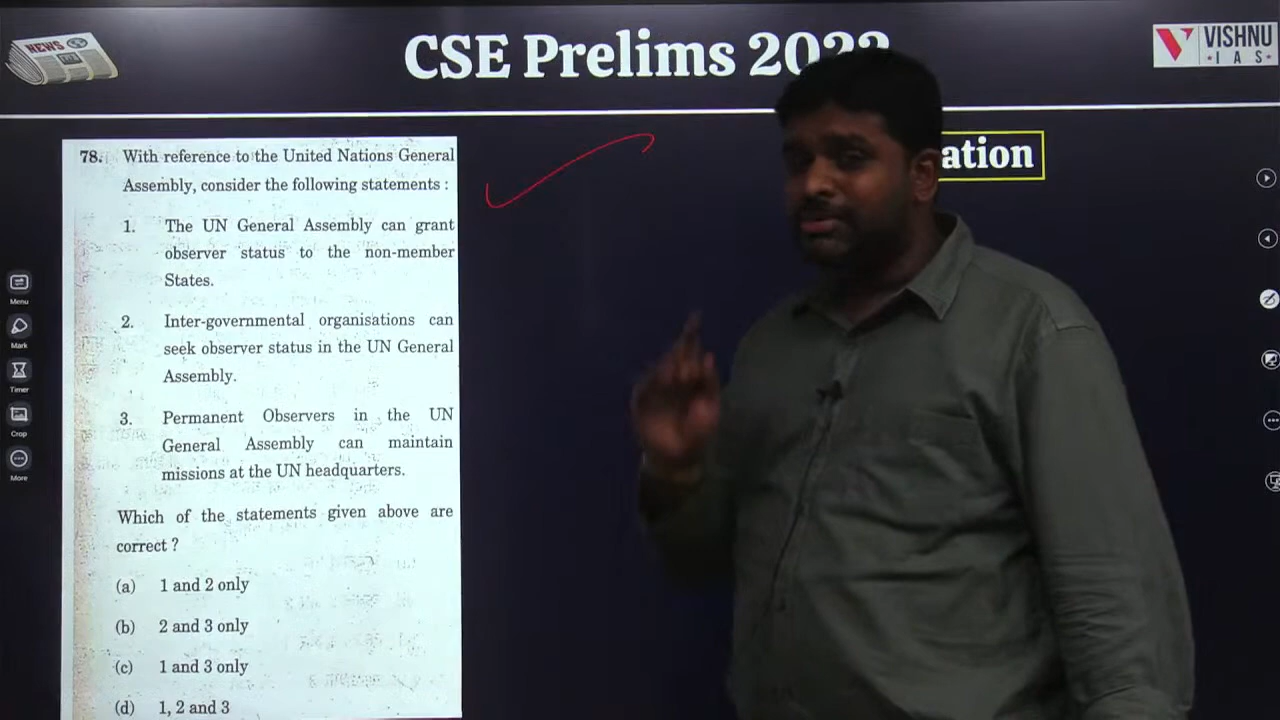 NEWS
CSE Prelims 202
VISHNU
I A S
ation
78. With reference to the United Nations General
Assembly, consider the following statements :
1. The UN General Assembly can grant
observer status to the non-member
States.
2. Inter-governmental organisations can
seek observer status in the UN General
Assembly.
3. Permanent Observers in the UN
General Assembly can maintain
missions at the UN headquarters.
Which of the statements given above are
correct ?
(a) 1 and 2 only
(b) 2 and 3 only
(c) 1 and 3 only
(d) 1, 2 and 3
Menu
Mark
Timer
Crop
More